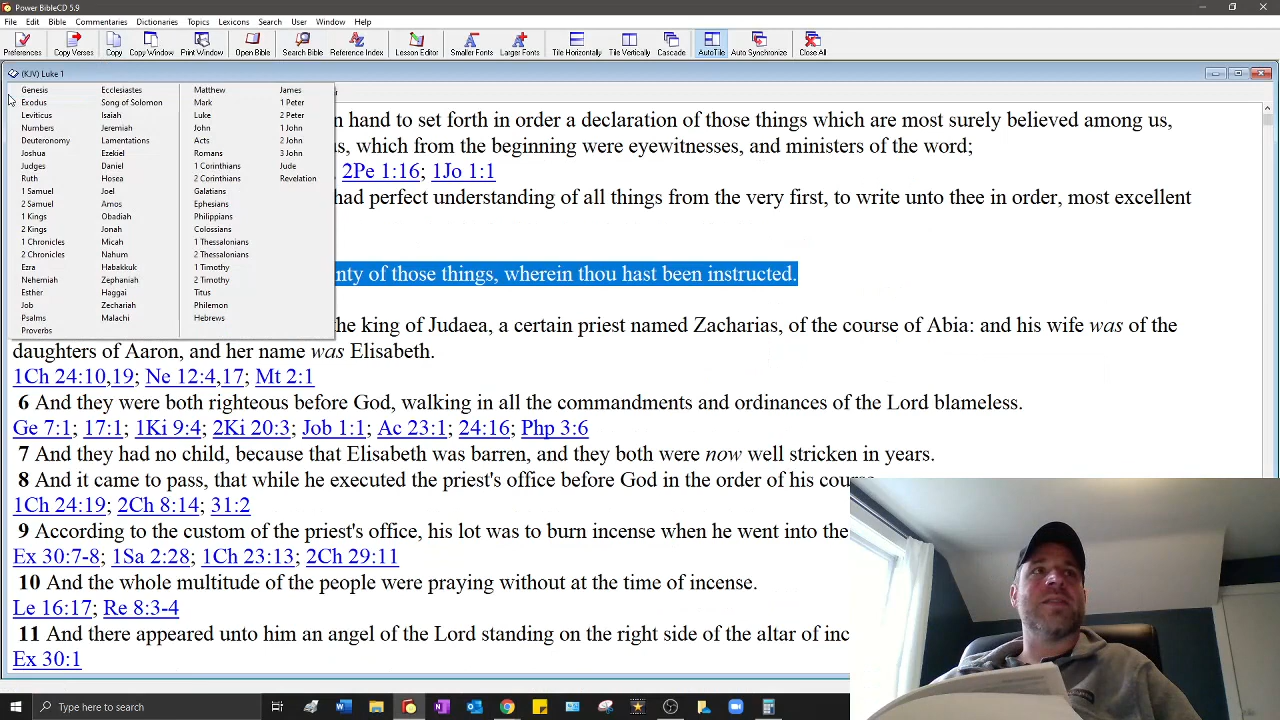 Power BibleCD 5.9
File Edit Bible Commentaries Dictionaries Topics Lexicons Search User Window Help
Preferences Copy Verses Copy Copy Window Print Window Open Bible Search Bible Reference Index Lesson Editor Smaller Fonts Larger Fonts Tile Horizontally Tile Vertically Cascade AutoTile Auto Synchronize Close All
(KJV) Luke 1
Genesis Ecclesiastes Matthew James
Exodus Song of Solomon Mark 1 Peter
Leviticus Isaiah Luke 2 Peter
Numbers Jeremiah John 1 John
Deuteronomy Lamentations Acts 2 John
Joshua Ezekiel Romans 3 John
Judges Daniel 1 Corinthians Jude
Ruth Hosea 2 Corinthians Revelation
1 Samuel Joel Galatians
2 Samuel Amos Ephesians
1 Kings Obadiah Philippians
2 Kings Jonah Colossians
1 Chronicles Micah 1 Thessalonians
2 Chronicles Nahum 2 Thessalonians
Ezra Habakkuk 1 Timothy
Nehemiah Zephaniah 2 Timothy
Esther Haggai Titus
Job Zechariah Philemon
Psalms Malachi Hebrews
Proverbs
n hand to set forth in order a declaration of those things which are most surely believed among us,
us, which from the beginning were eyewitnesses, and ministers of the word;
2Pe 1:16; 1Jo 1:1
had perfect understanding of all things from the very first, to write unto thee in order, most excellent
nty of those things, wherein thou hast been instructed.
the king of Judaea, a certain priest named Zacharias, of the course of Abia: and his wife was of the
daughters of Aaron, and her name was Elisabeth.
1Ch 24:10,19; Ne 12:4,17; Mt 2:1
6 And they were both righteous before God, walking in all the commandments and ordinances of the Lord blameless.
Ge 7:1; 17:1; 1Ki 9:4; 2Ki 20:3; Job 1:1; Ac 23:1; 24:16; Php 3:6
7 And they had no child, because that Elisabeth was barren, and they both were now well stricken in years.
8 And it came to pass, that while he executed the priest's office before God in the order of his course,
1Ch 24:19; 2Ch 8:14; 31:2
9 According to the custom of the priest's office, his lot was to burn incense when he went into the
Ex 30:7-8; 1Sa 2:28; 1Ch 23:13; 2Ch 29:11
10 And the whole multitude of the people were praying without at the time of incense.
Le 16:17; Re 8:3-4
11 And there appeared unto him an angel of the Lord standing on the right side of the altar of inc
Ex 30:1
Type here to search